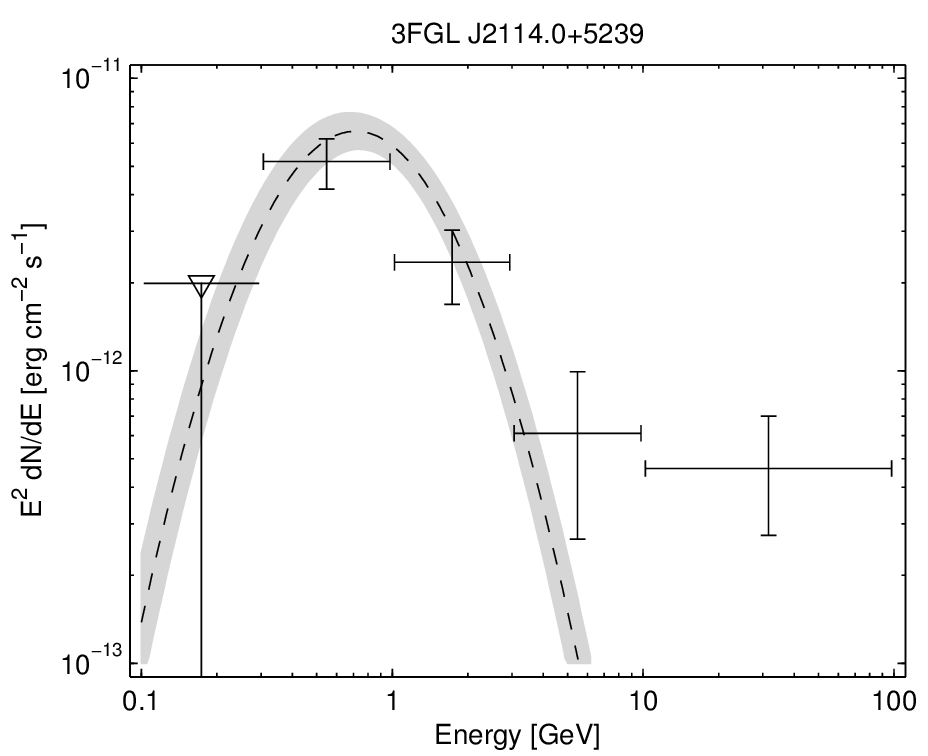 3FGL J2114.0+5239
10⁻¹¹
10⁻¹²
10⁻¹³
E² dN/dE [erg cm⁻² s⁻¹]
0.1 1 10 100
Energy [GeV]